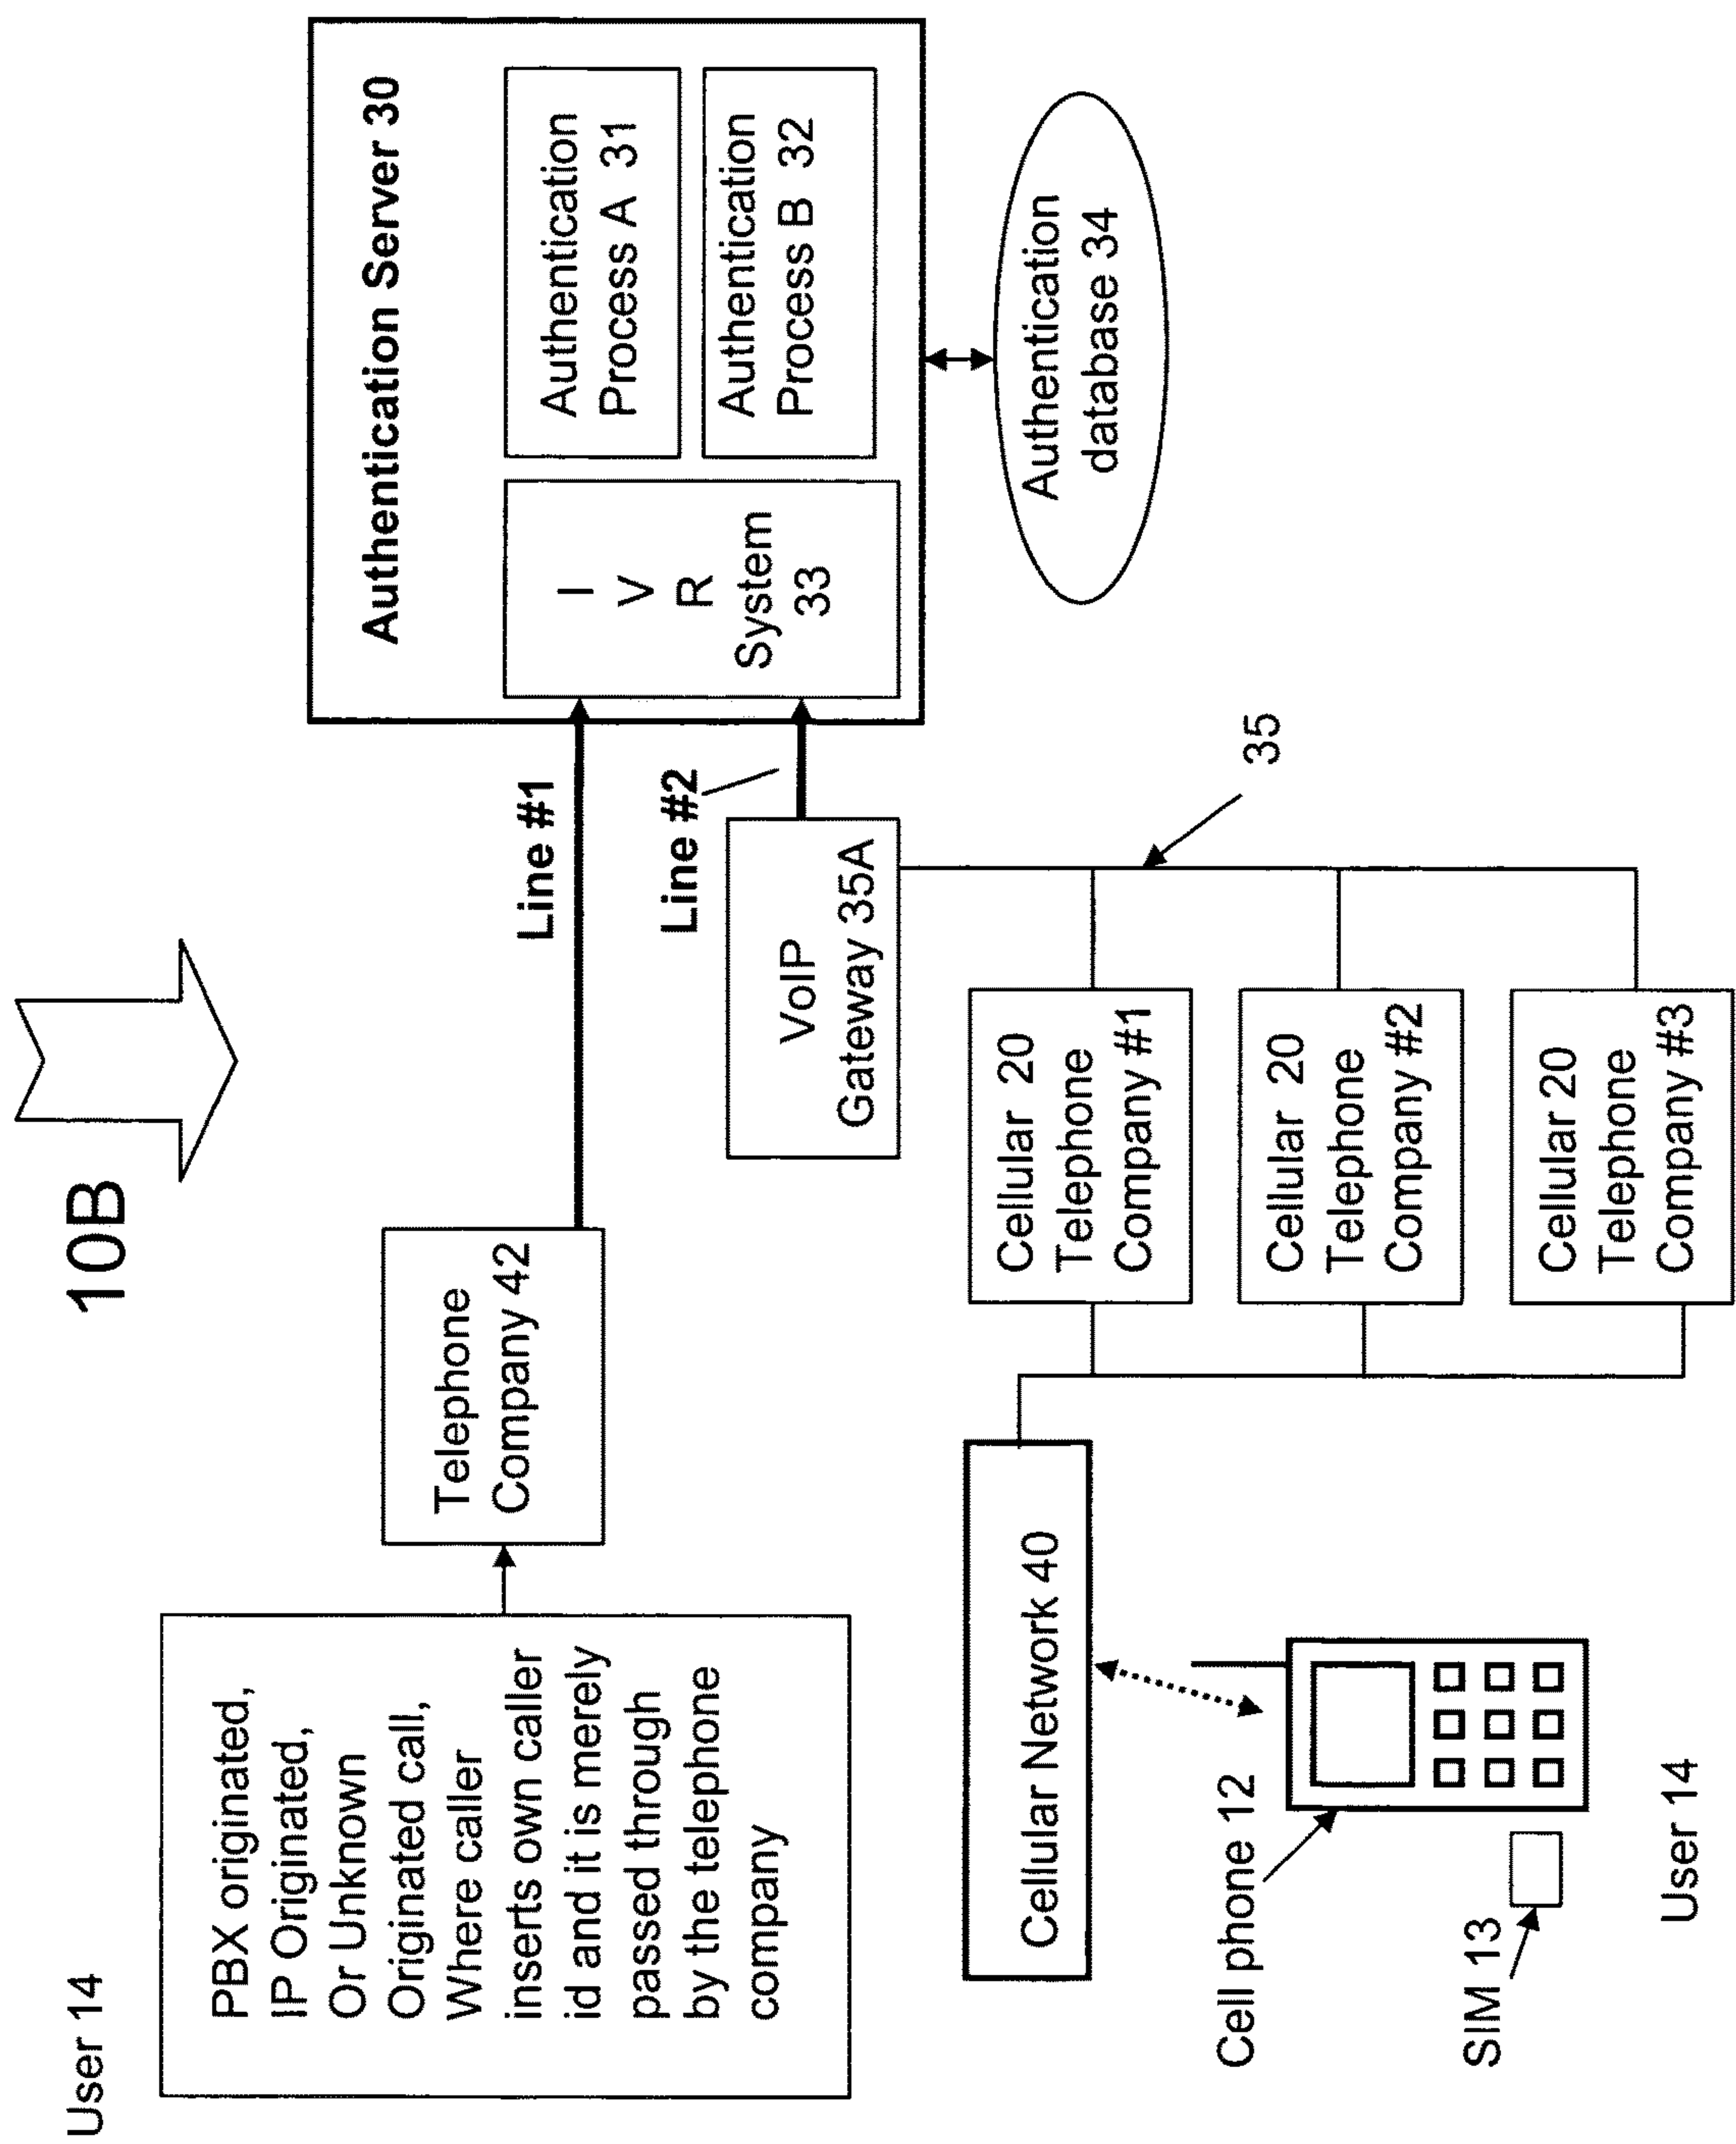 10B
User 14
PBX originated,
IP Originated,
Or Unknown
Originated call,
Where caller
inserts own caller
id and it is merely
passed through
by the telephone
company
Telephone
Company 42
Line #1
Line #2
Authentication Server 30
I
V
R
System
33
Authentication
Process A 31
Authentication
Process B 32
Authentication
database 34
VoIP
Gateway 35A
35
Cellular 20
Telephone
Company #1
Cellular 20
Telephone
Company #2
Cellular 20
Telephone
Company #3
Cellular Network 40
Cell phone 12
SIM 13
User 14